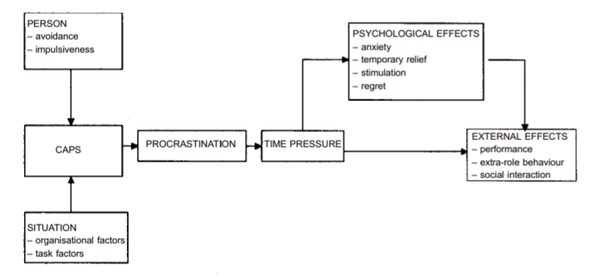 PERSON
– avoidance
– impulsiveness
PSYCHOLOGICAL EFFECTS
– anxiety
– temporary relief
– stimulation
– regret
CAPS
PROCRASTINATION
TIME PRESSURE
EXTERNAL EFFECTS
– performance
– extra-role behaviour
– social interaction
SITUATION
– organisational factors
– task factors